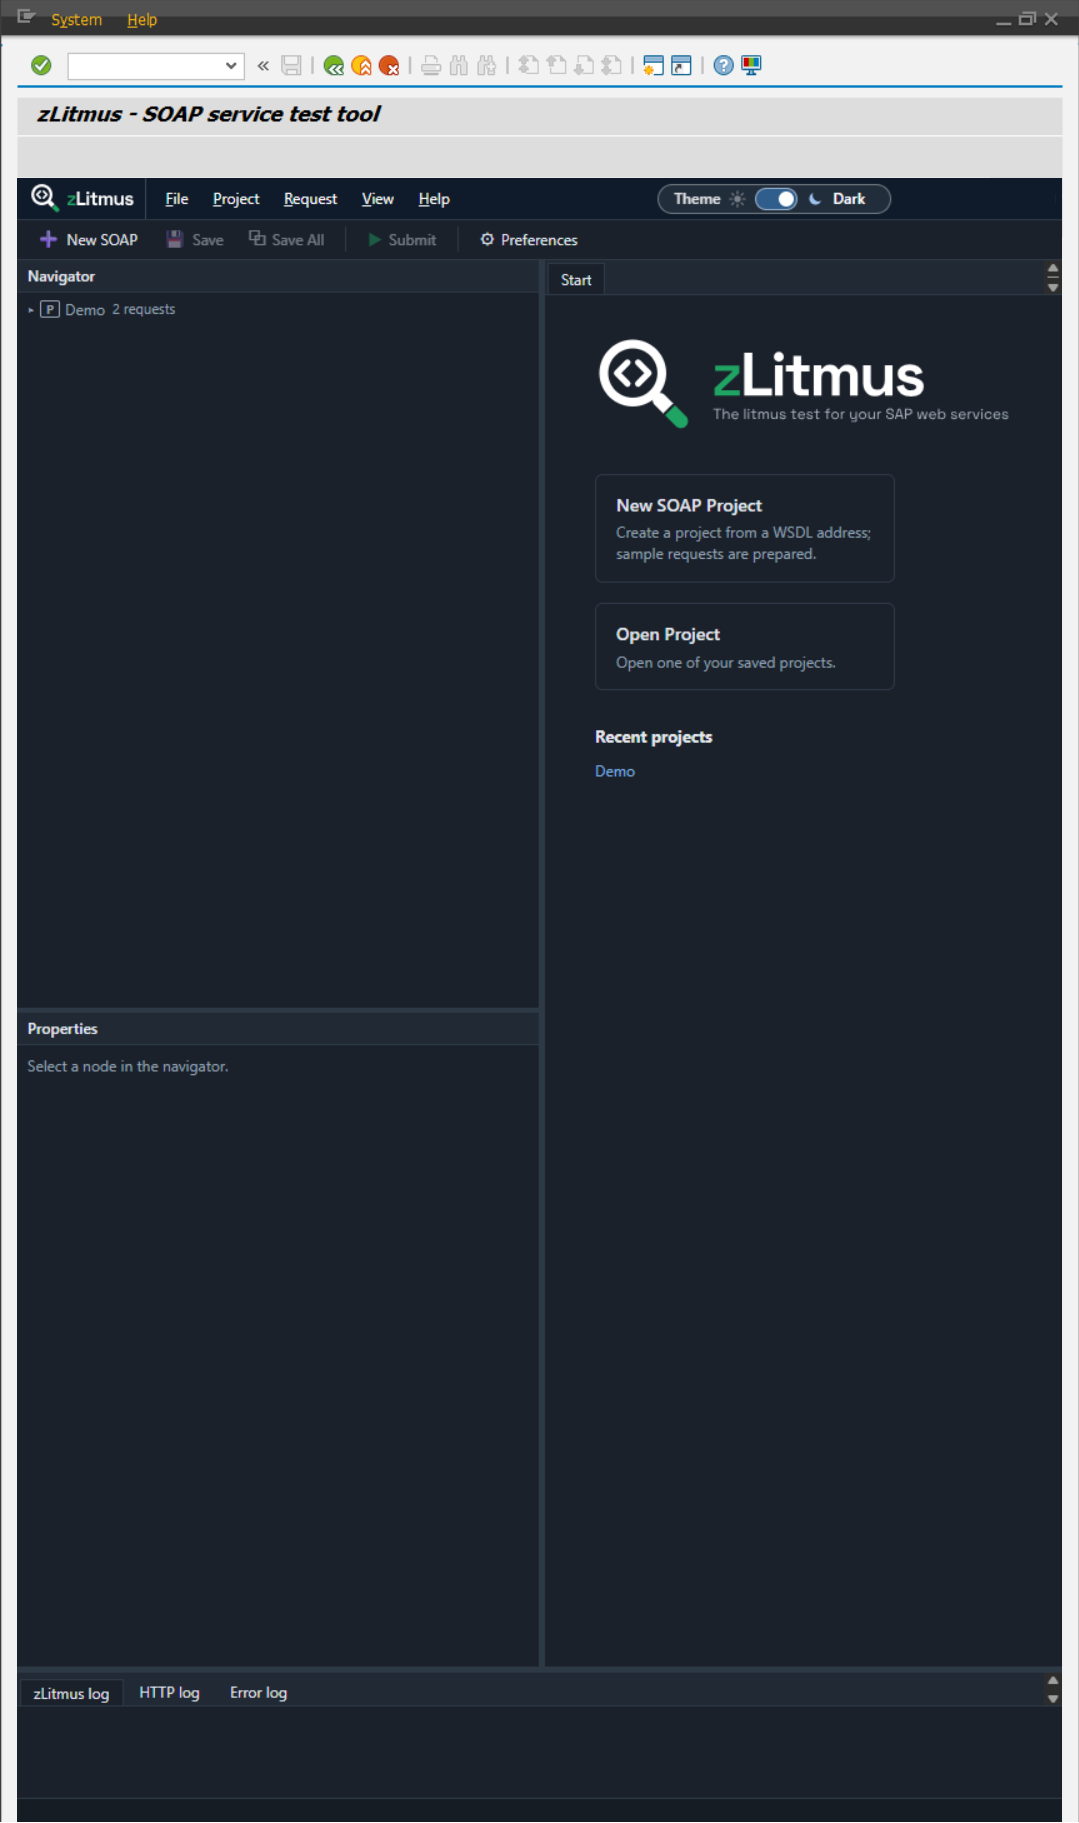 System Help
zLitmus - SOAP service test tool
zLitmus File Project Request View Help Theme Dark
New SOAP Save Save All Submit Preferences
Navigator
P Demo 2 requests
Start
zLitmus
The litmus test for your SAP web services
New SOAP Project
Create a project from a WSDL address;
sample requests are prepared.
Open Project
Open one of your saved projects.
Recent projects
Demo
Properties
Select a node in the navigator.
zLitmus log HTTP log Error log